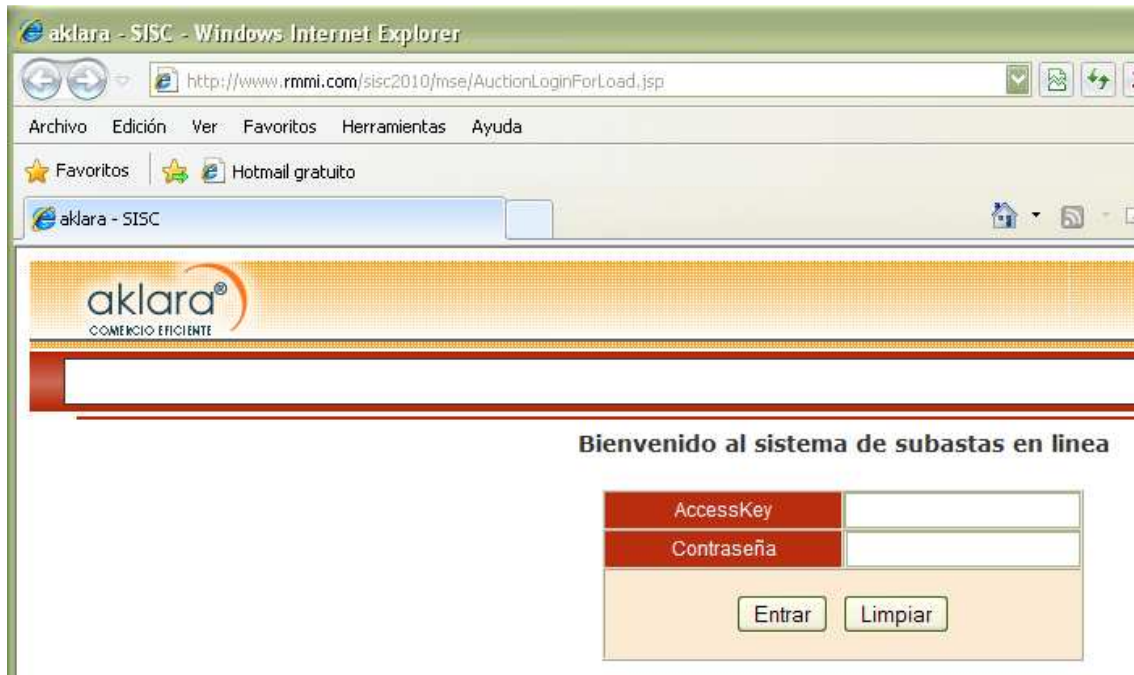 aklara - SISC - Windows Internet Explorer
http://www.rmmi.com/sisc2010/mse/AuctionLoginForLoad.jsp
Archivo Edición Ver Favoritos Herramientas Ayuda
Favoritos Hotmail gratuito
aklara - SISC
aklara®
COMERCIO EFICIENTE
Bienvenido al sistema de subastas en linea
AccessKey
Contraseña
Entrar Limpiar